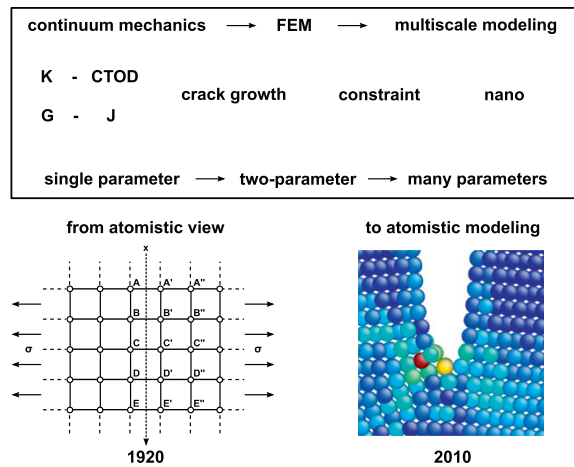 continuum mechanics → FEM → multiscale modeling
K - CTOD
crack growth constraint nano
G - J
single parameter → two-parameter → many parameters
from atomistic view to atomistic modeling
x
A A' A"
B B' B"
σ C C' C" σ
D D' D"
E E' E"
1920 2010